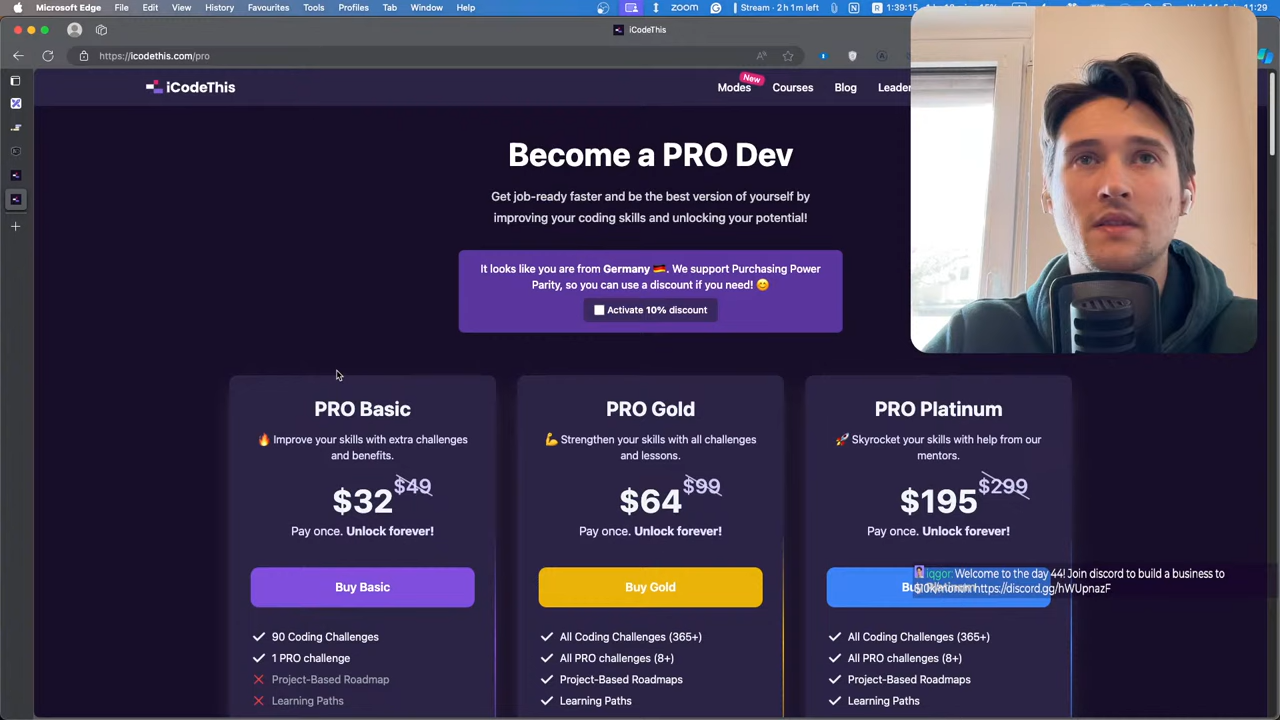 Microsoft Edge File Edit View History Favourites Tools Profiles Tab Window Help
zoom
Stream · 2h 1m left
1:39:15
11:29
iCodeThis
https://icodethis.com/pro
iCodeThis
Modes New Courses Blog Leader
Become a PRO Dev
Get job-ready faster and be the best version of yourself by
improving your coding skills and unlocking your potential!
It looks like you are from Germany 🇩🇪. We support Purchasing Power
Parity, so you can use a discount if you need! 😊
Activate 10% discount
PRO Basic
🔥 Improve your skills with extra challenges
and benefits.
$32 $49
Pay once. Unlock forever!
Buy Basic
90 Coding Challenges
1 PRO challenge
Project-Based Roadmap
Learning Paths
PRO Gold
💪 Strengthen your skills with all challenges
and lessons.
$64 $99
Pay once. Unlock forever!
Buy Gold
All Coding Challenges (365+)
All PRO challenges (8+)
Project-Based Roadmaps
Learning Paths
PRO Platinum
🚀 Skyrocket your skills with help from our
mentors.
$195 $299
Pay once. Unlock forever!
iqgor: Welcome to the day 44! Join discord to build a business to
https://discord.gg/hWUpnazF
All Coding Challenges (365+)
All PRO challenges (8+)
Project-Based Roadmaps
Learning Paths